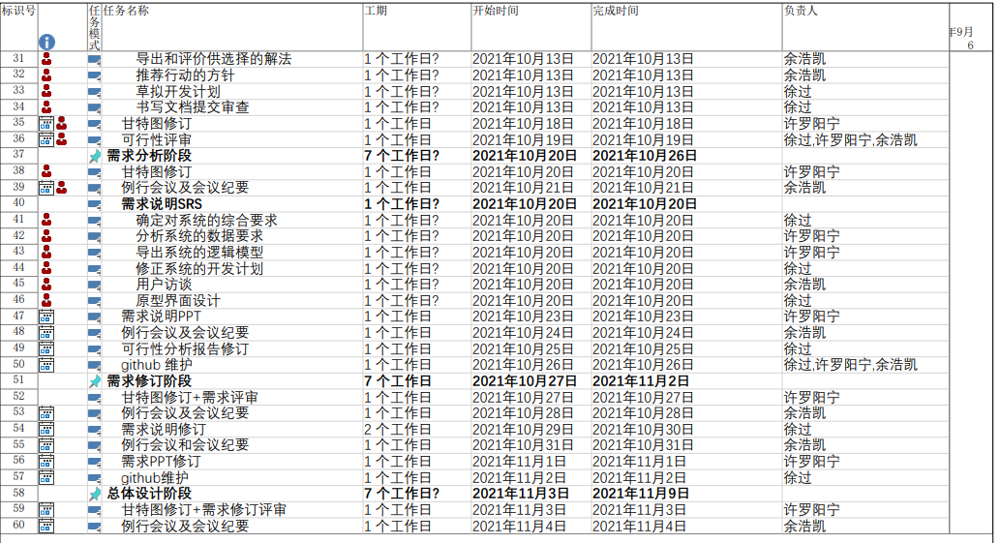 标识号 任务模式 任务名称 工期 开始时间 完成时间 负责人 年9月 6
31 导出和评价供选择的解法 1 个工作日? 2021年10月13日 2021年10月13日 余浩凯
32 推荐行动的方针 1 个工作日? 2021年10月13日 2021年10月13日 余浩凯
33 草拟开发计划 1 个工作日? 2021年10月13日 2021年10月13日 徐过
34 书写文档提交审查 1 个工作日? 2021年10月13日 2021年10月13日 徐过
35 甘特图修订 1 个工作日 2021年10月18日 2021年10月18日 许罗阳宁
36 可行性评审 1 个工作日 2021年10月19日 2021年10月19日 徐过,许罗阳宁,余浩凯
37 需求分析阶段 7 个工作日? 2021年10月20日 2021年10月26日
38 甘特图修订 1 个工作日 2021年10月20日 2021年10月20日 许罗阳宁
39 例行会议及会议纪要 1 个工作日 2021年10月21日 2021年10月21日 余浩凯
40 需求说明SRS 1 个工作日? 2021年10月20日 2021年10月20日
41 确定对系统的综合要求 1 个工作日? 2021年10月20日 2021年10月20日 徐过
42 分析系统的数据要求 1 个工作日? 2021年10月20日 2021年10月20日 许罗阳宁
43 导出系统的逻辑模型 1 个工作日? 2021年10月20日 2021年10月20日 许罗阳宁
44 修正系统的开发计划 1 个工作日? 2021年10月20日 2021年10月20日 徐过
45 用户访谈 1 个工作日? 2021年10月20日 2021年10月20日 余浩凯
46 原型界面设计 1 个工作日? 2021年10月20日 2021年10月20日 徐过
47 需求说明PPT 1 个工作日 2021年10月23日 2021年10月23日 许罗阳宁
48 例行会议及会议纪要 1 个工作日 2021年10月24日 2021年10月24日 余浩凯
49 可行性分析报告修订 1 个工作日 2021年10月25日 2021年10月25日 徐过
50 github 维护 1 个工作日 2021年10月26日 2021年10月26日 徐过,许罗阳宁,余浩凯
51 需求修订阶段 7 个工作日 2021年10月27日 2021年11月2日
52 甘特图修订+需求评审 1 个工作日 2021年10月27日 2021年10月27日 许罗阳宁
53 例行会议及会议纪要 1 个工作日 2021年10月28日 2021年10月28日 余浩凯
54 需求说明修订 2 个工作日 2021年10月29日 2021年10月30日 徐过
55 例行会议和会议纪要 1 个工作日 2021年10月31日 2021年10月31日 余浩凯
56 需求PPT修订 1 个工作日 2021年11月1日 2021年11月1日 许罗阳宁
57 github维护 1 个工作日 2021年11月2日 2021年11月2日 徐过
58 总体设计阶段 7 个工作日? 2021年11月3日 2021年11月9日
59 甘特图修订+需求修订评审 1 个工作日 2021年11月3日 2021年11月3日 许罗阳宁
60 例行会议及会议纪要 1 个工作日 2021年11月4日 2021年11月4日 余浩凯